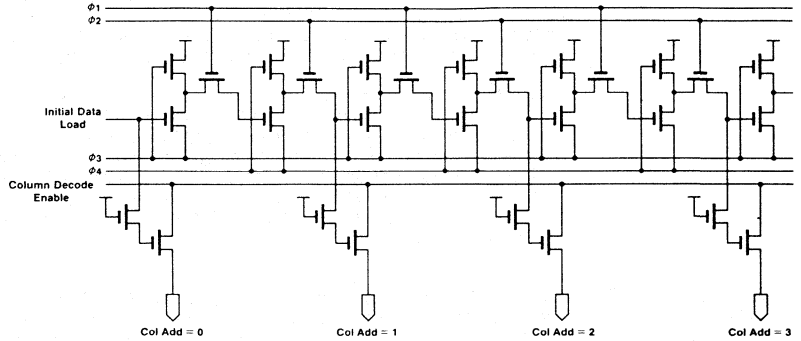 Φ1
Φ2
Initial Data
Load
Φ3
Φ4
Column Decode
Enable
Col Add = 0
Col Add = 1
Col Add = 2
Col Add = 3